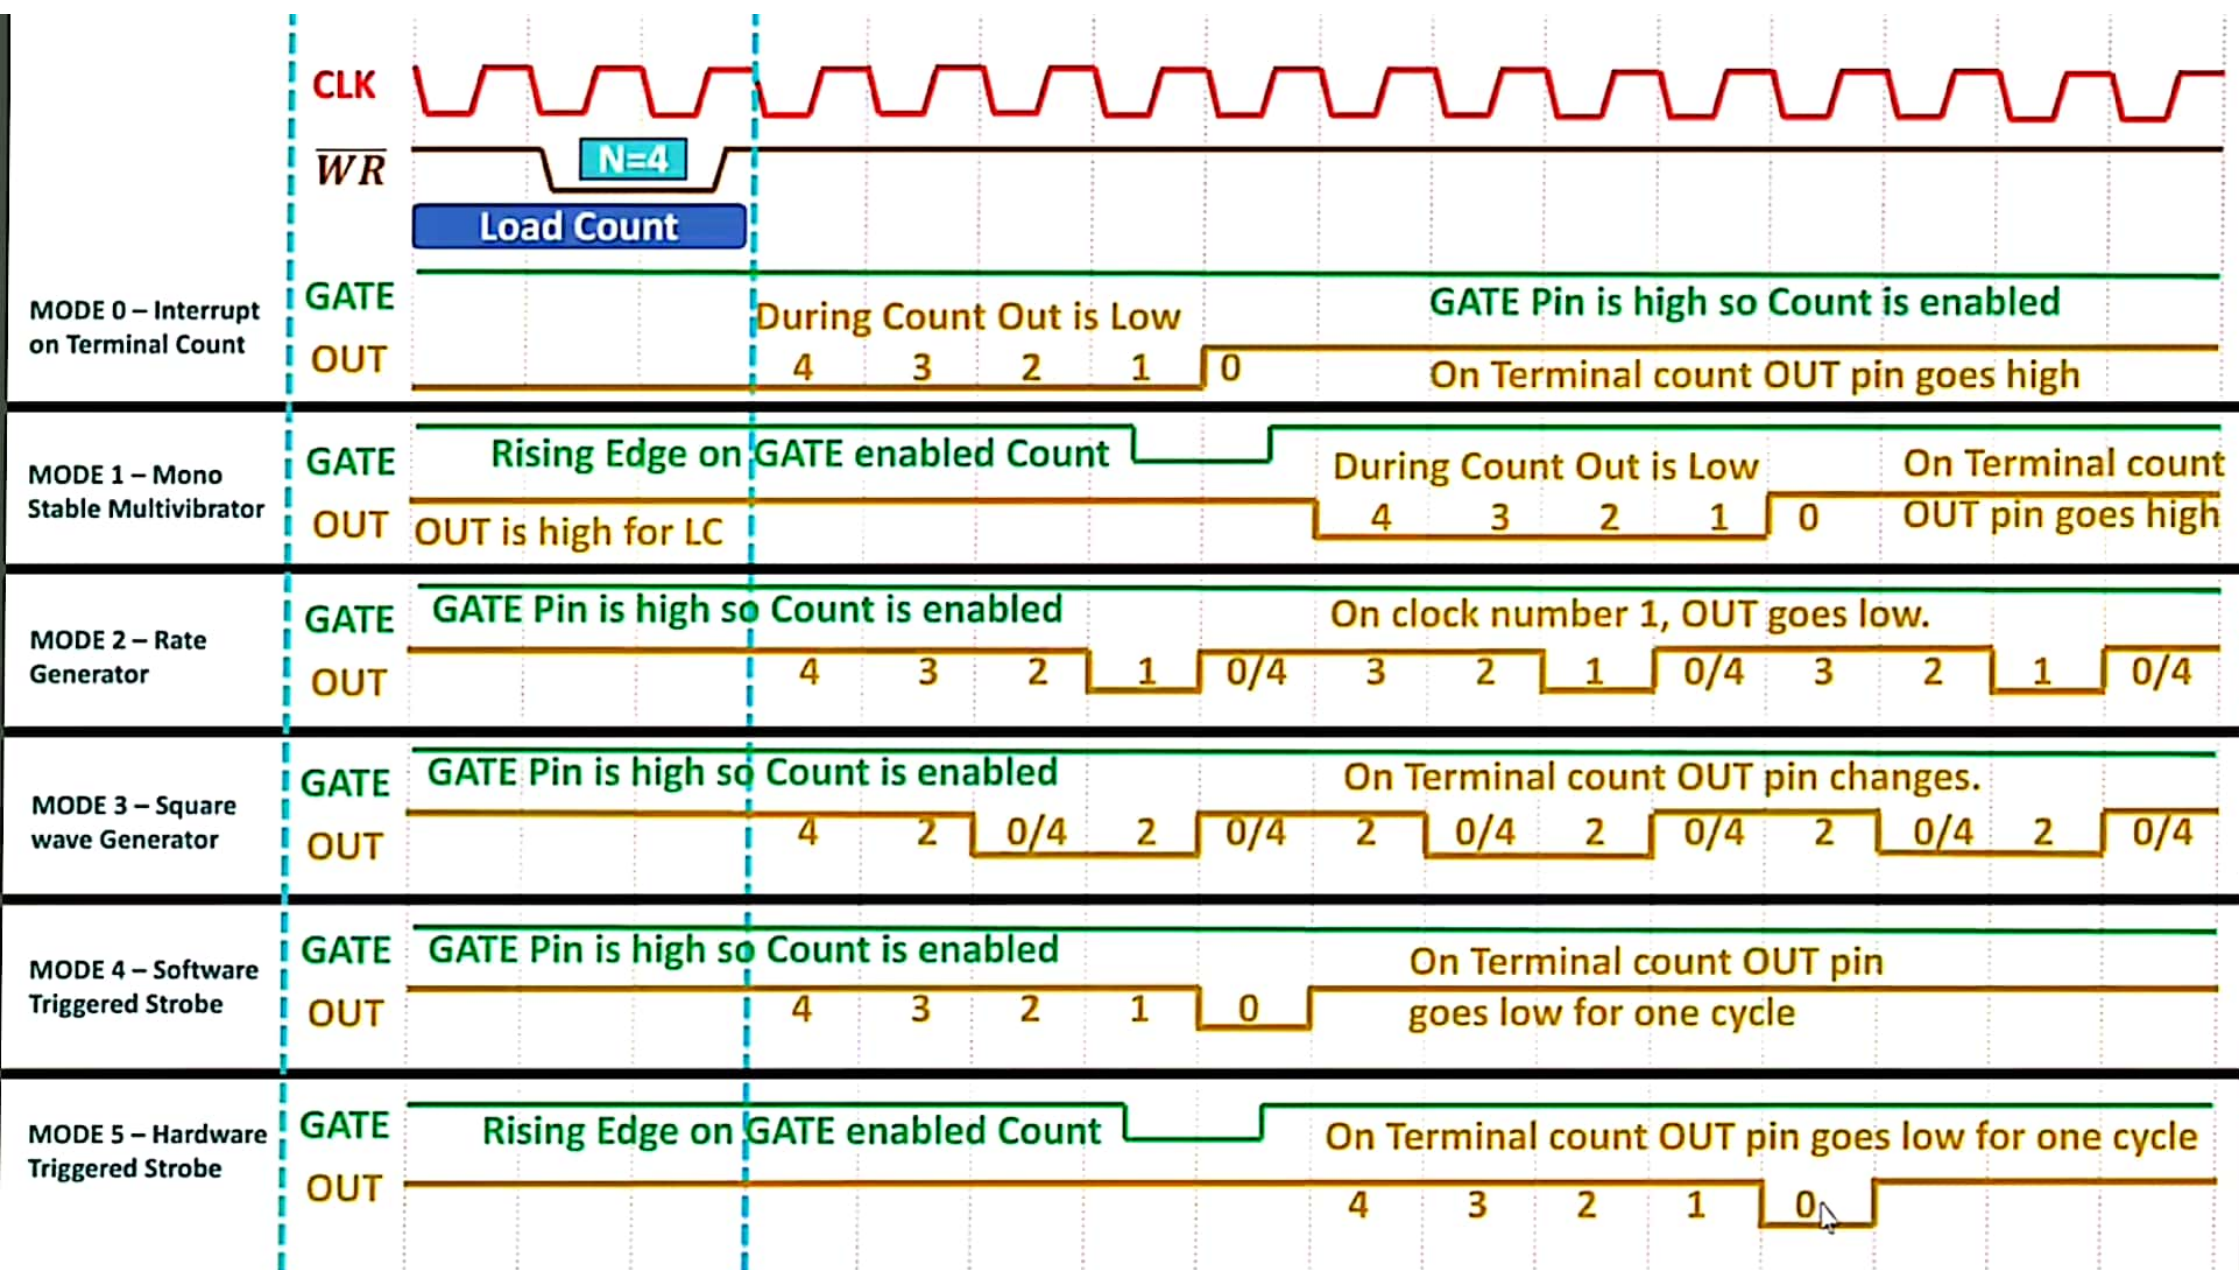 CLK
WR
N=4
Load Count
MODE 0 – Interrupt
on Terminal Count
GATE
GATE Pin is high so Count is enabled
During Count Out is Low
OUT
4 3 2 1 0
On Terminal count OUT pin goes high
MODE 1 – Mono
Stable Multivibrator
GATE
Rising Edge on GATE enabled Count
During Count Out is Low
On Terminal count
OUT pin goes high
OUT
OUT is high for LC
4 3 2 1 0
MODE 2 – Rate
Generator
GATE
GATE Pin is high so Count is enabled
On clock number 1, OUT goes low.
OUT
4 3 2 1 0/4 3 2 1 0/4 3 2 1 0/4
MODE 3 – Square
wave Generator
GATE
GATE Pin is high so Count is enabled
On Terminal count OUT pin changes.
OUT
4 2 0/4 2 0/4 2 0/4 2 0/4 2 0/4 2 0/4
MODE 4 – Software
Triggered Strobe
GATE
GATE Pin is high so Count is enabled
On Terminal count OUT pin
goes low for one cycle
OUT
4 3 2 1 0
MODE 5 – Hardware
Triggered Strobe
GATE
Rising Edge on GATE enabled Count
On Terminal count OUT pin goes low for one cycle
OUT
4 3 2 1 0